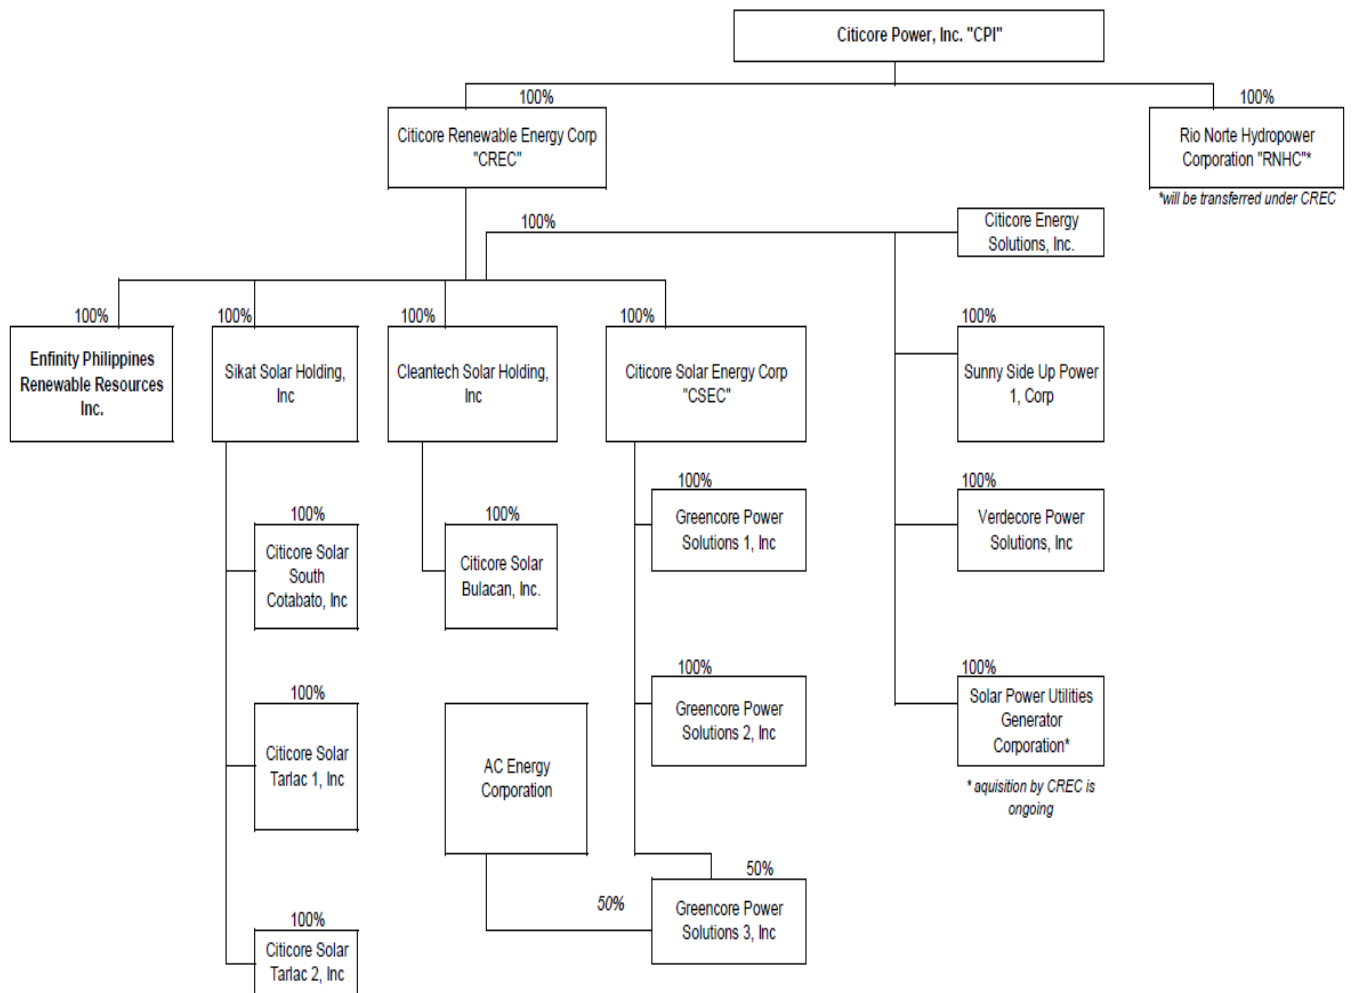 Citicore Power, Inc. "CPI"
100%
100%
Citicore Renewable Energy Corp
"CREC"
Rio Norte Hydropower
Corporation "RNHC"*
*will be transferred under CREC
100%
Citicore Energy
Solutions, Inc.
100%
100%
100%
100%
100%
Enfinity Philippines
Renewable Resources
Inc.
Sikat Solar Holding,
Inc
Cleantech Solar Holding,
Inc
Citicore Solar Energy Corp
"CSEC"
Sunny Side Up Power
1, Corp
100%
100%
Greencore Power
Solutions 1, Inc
Verdecore Power
Solutions, Inc
100%
100%
Citicore Solar
South
Cotabato, Inc
Citicore Solar
Bulacan, Inc.
100%
100%
Greencore Power
Solutions 2, Inc
Solar Power Utilities
Generator
Corporation*
* aquisition by CREC is
ongoing
100%
Citicore Solar
Tarlac 1, Inc
AC Energy
Corporation
50%
50%
Greencore Power
Solutions 3, Inc
100%
Citicore Solar
Tarlac 2, Inc